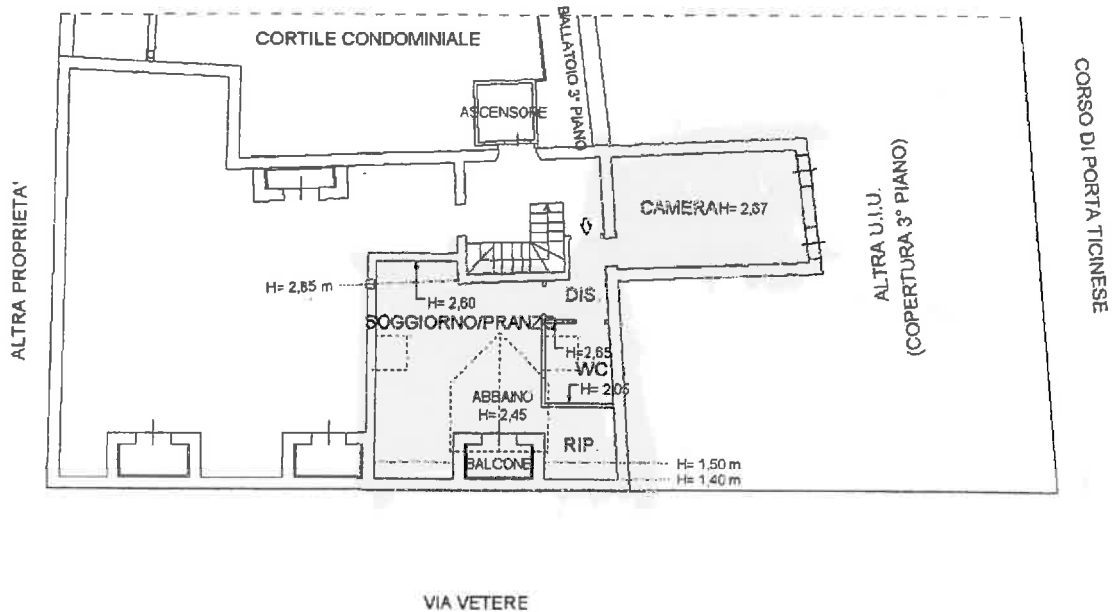 CORTILE CONDOMINIALE
BALLATOIO 3° PIANO
ASCENSORE
CORSO DI PORTA TICINESE
ALTRA PROPRIETA'
CAMERA H= 2,67
ALTRA U.I.U.
(COPERTURA 3° PIANO)
H= 2,65 m
H= 2,60
DIS.
SOGGIORNO/PRANZO
H=2,65
WC
H= 2,05
ABBAINO
H= 2,45
RIP.
BALCONE
H= 1,50 m
H= 1,40 m
VIA VETERE